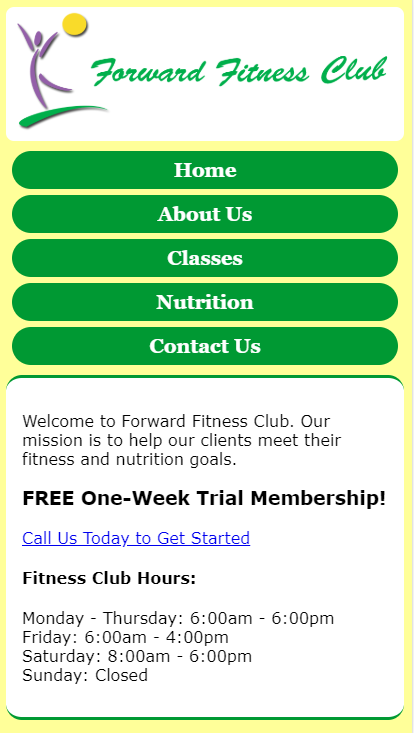 Forward Fitness Club
Home
About Us
Classes
Nutrition
Contact Us
Welcome to Forward Fitness Club. Our
mission is to help our clients meet their
fitness and nutrition goals.
FREE One-Week Trial Membership!
Call Us Today to Get Started
Fitness Club Hours:
Monday - Thursday: 6:00am - 6:00pm
Friday: 6:00am - 4:00pm
Saturday: 8:00am - 6:00pm
Sunday: Closed